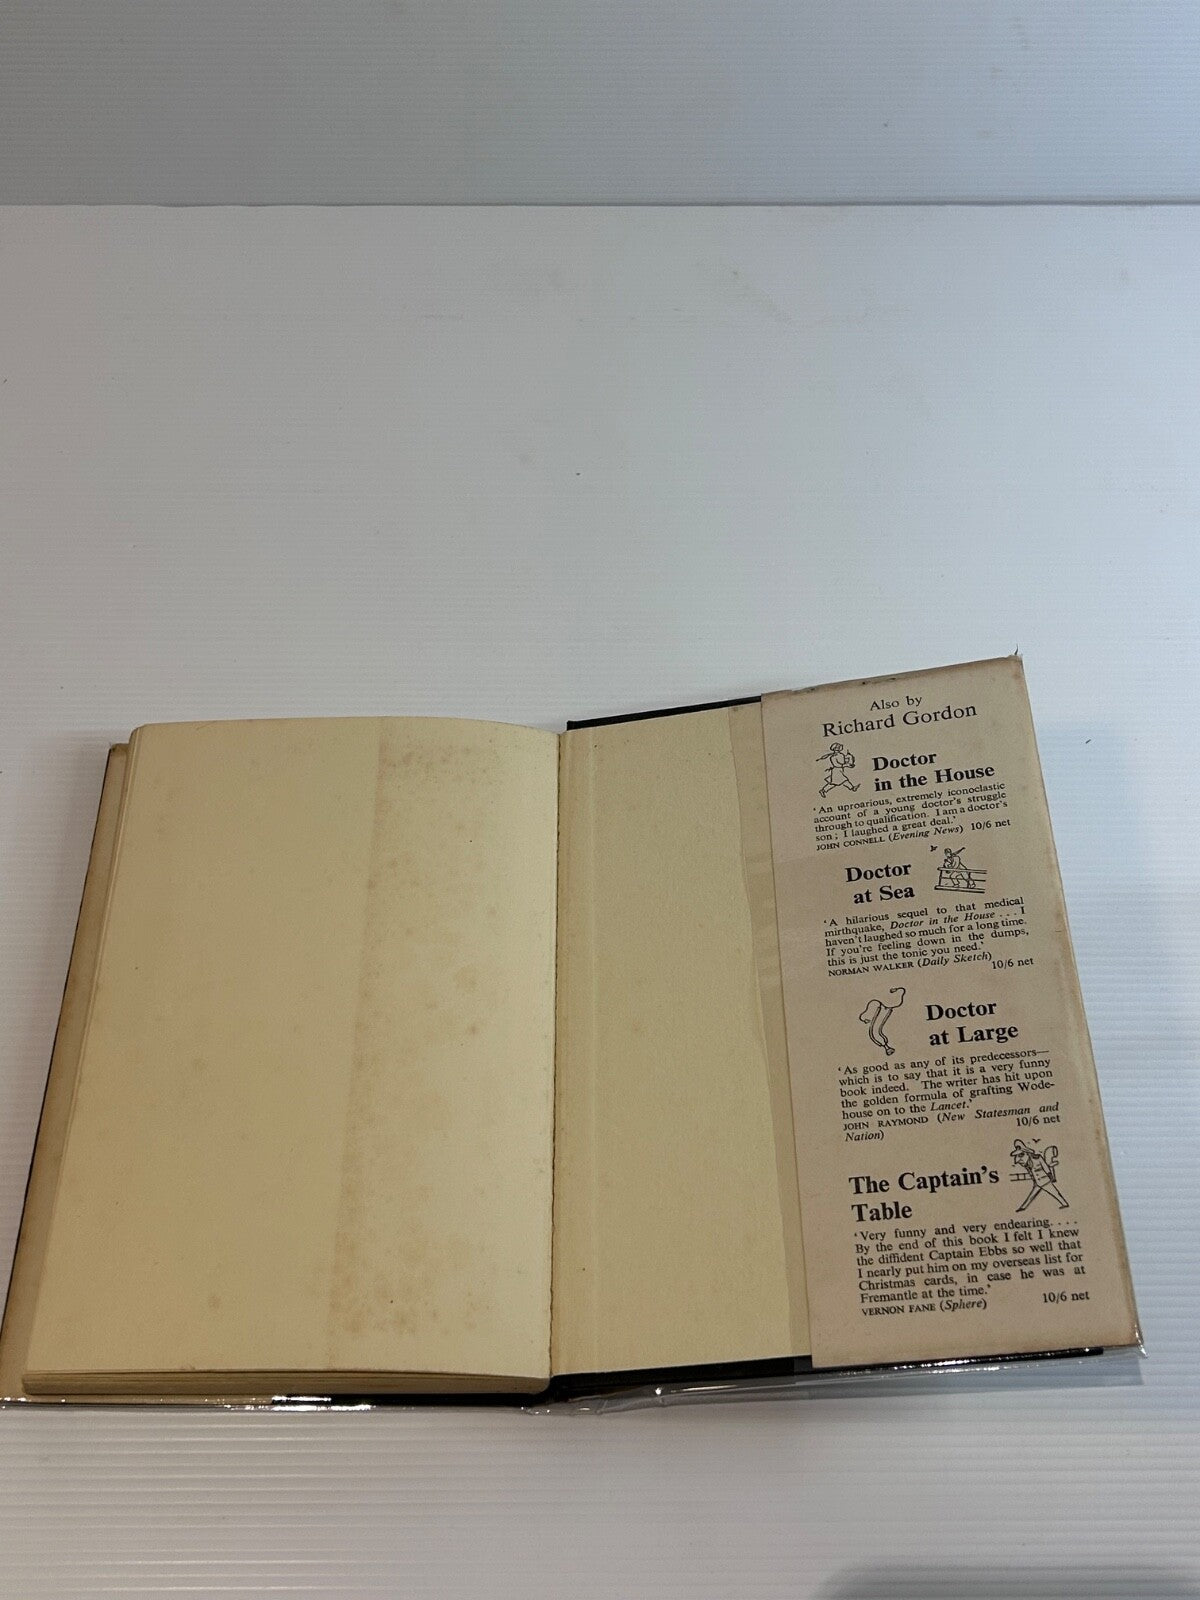 Also by
Richard Gordon
Doctor
in the House
'An uproarious, extremely iconoclastic
account of a young doctor's struggle
through to qualification. I am a doctor's
son; I laughed a great deal.'
JOHN CONNELL (Evening News) 10/6 net
Doctor
at Sea
'A hilarious sequel to that medical
mirthquake, Doctor in the House . . . I
haven't laughed so much for a long time.
If you're feeling down in the dumps,
this is just the tonic you need.'
NORMAN WALKER (Daily Sketch)
10/6 net
Doctor
at Large
'As good as any of its predecessors—
which is to say that it is a very funny
book indeed. The writer has hit upon
the golden formula of grafting Wode-
house on to the Lancet.'
JOHN RAYMOND (New Statesman and
Nation) 10/6 net
The Captain's
Table
'Very funny and very endearing. . . .
By the end of this book I felt I knew
the diffident Captain Ebbs so well that
I nearly put him on my overseas list for
Christmas cards, in case he was at
Fremantle at the time.'
VERNON FANE (Sphere) 10/6 net